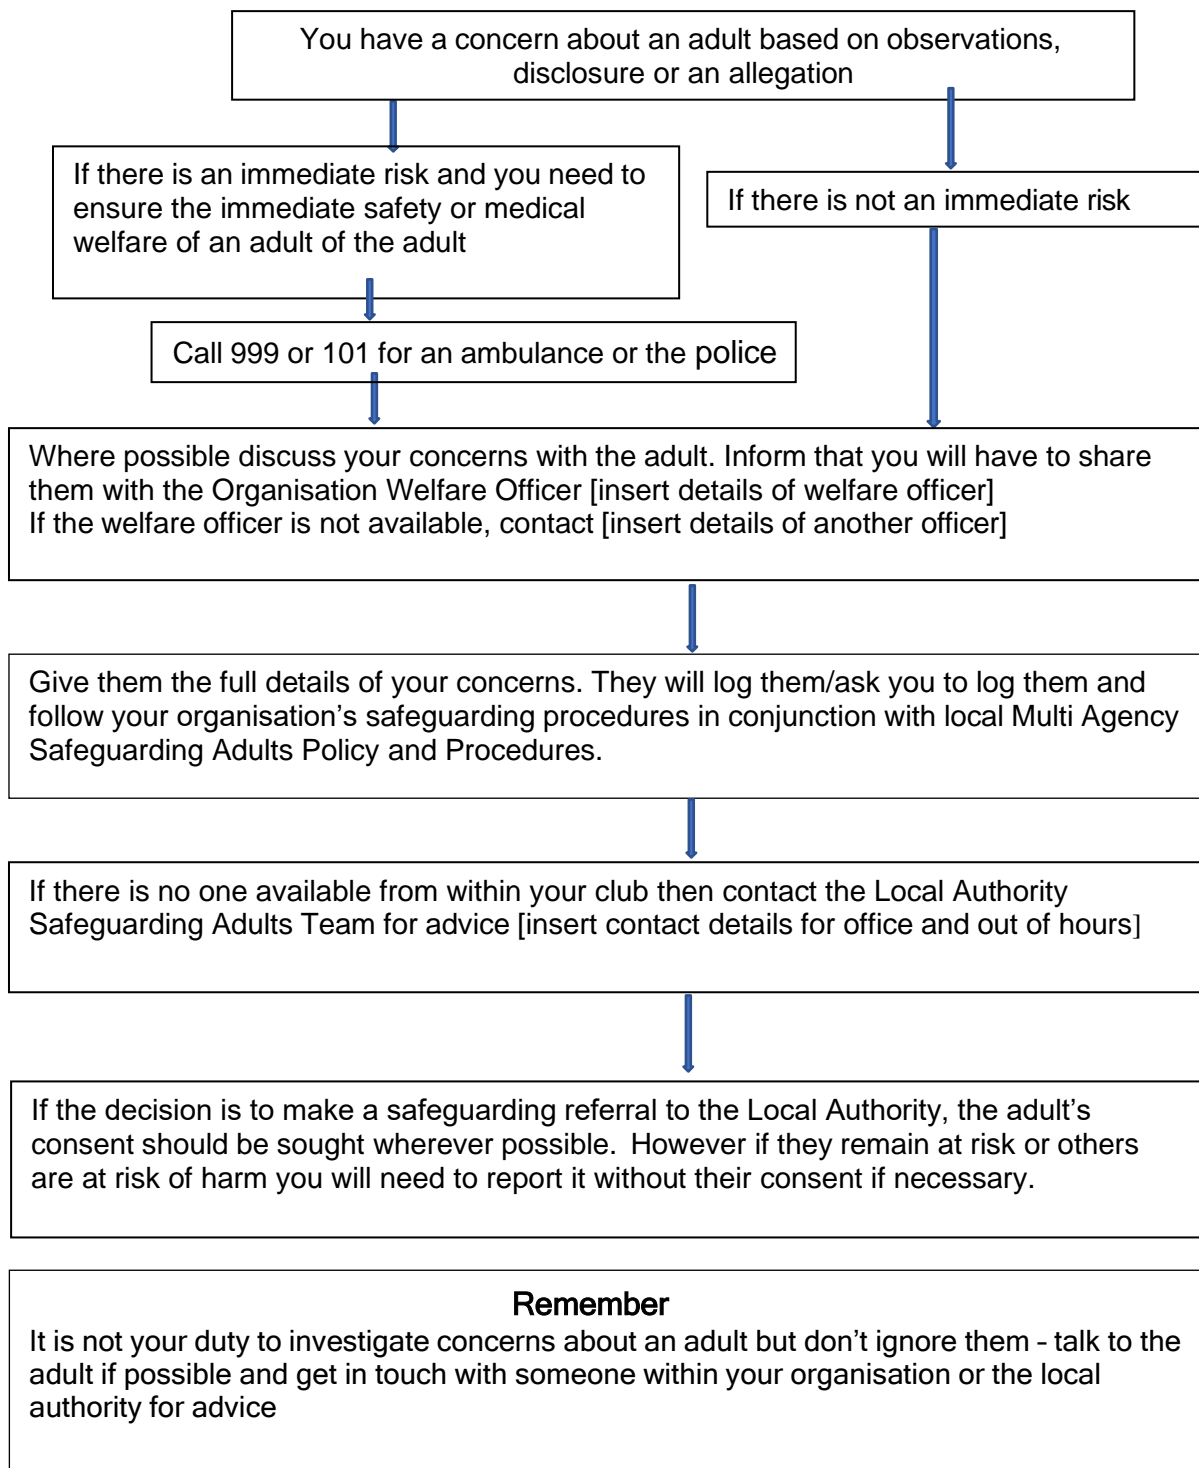 You have a concern about an adult based on observations,
disclosure or an allegation
If there is an immediate risk and you need to
ensure the immediate safety or medical
welfare of an adult of the adult
If there is not an immediate risk
Call 999 or 101 for an ambulance or the police
Where possible discuss your concerns with the adult. Inform that you will have to share
them with the Organisation Welfare Officer [insert details of welfare officer]
If the welfare officer is not available, contact [insert details of another officer]
Give them the full details of your concerns. They will log them/ask you to log them and
follow your organisation’s safeguarding procedures in conjunction with local Multi Agency
Safeguarding Adults Policy and Procedures.
If there is no one available from within your club then contact the Local Authority
Safeguarding Adults Team for advice [insert contact details for office and out of hours]
If the decision is to make a safeguarding referral to the Local Authority, the adult’s
consent should be sought wherever possible.  However if they remain at risk or others
are at risk of harm you will need to report it without their consent if necessary.
Remember
It is not your duty to investigate concerns about an adult but don’t ignore them - talk to the
adult if possible and get in touch with someone within your organisation or the local
authority for advice